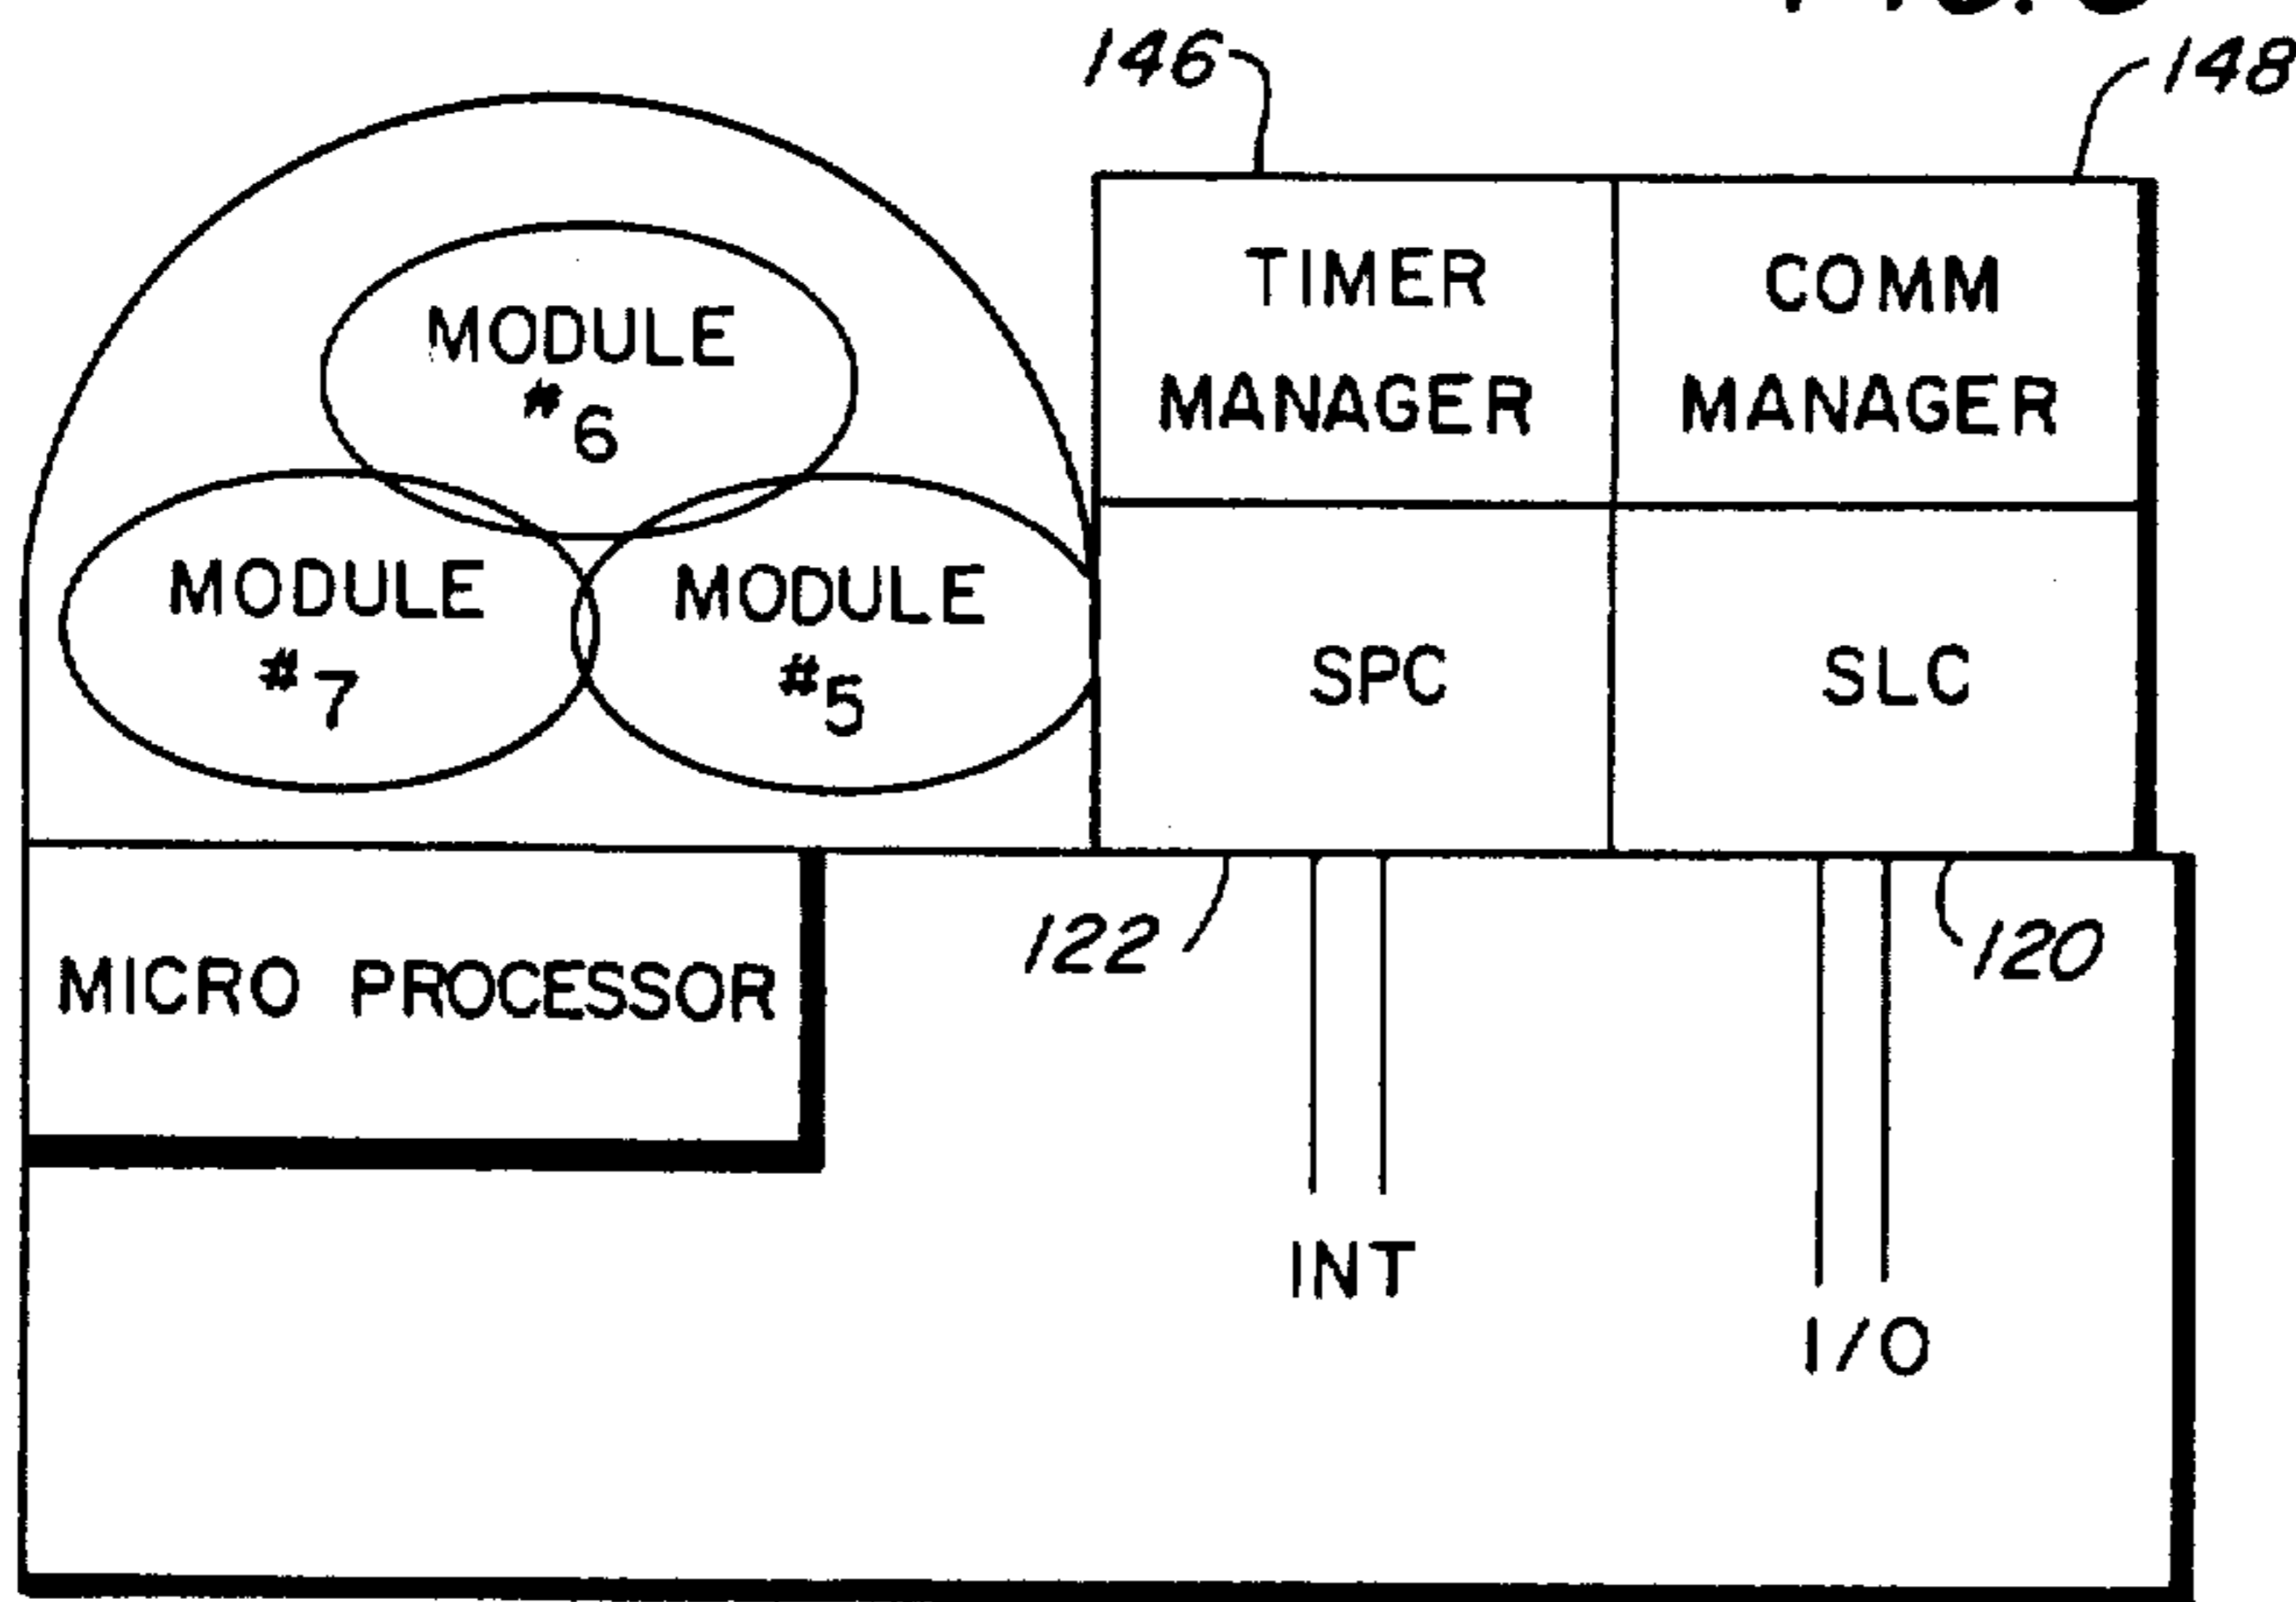 146
148
TIMER
MANAGER
COMM
MANAGER
MODULE
#6
MODULE
#7
MODULE
#5
SPC
SLC
122
120
MICRO PROCESSOR
INT
I/O